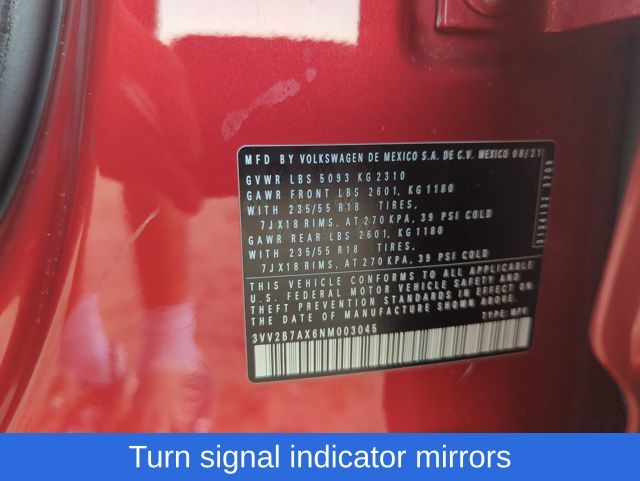 MFD BY VOLKSWAGEN DE MEXICO S.A. DE C.V. MEXICO 08/21
GVWR LBS 5093 KG 2310
GAWR FRONT LBS 2601, KG 1180
WITH 235/55 R18 TIRES,
7JX18 RIMS, AT 270 KPA, 39 PSI COLD
GAWR REAR LBS 2601, KG 1180
WITH 235/55 R18 TIRES,
7JX18 RIMS, AT 270 KPA, 39 PSI COLD
THIS VEHICLE CONFORMS TO ALL APPLICABLE
U.S. FEDERAL MOTOR VEHICLE SAFETY AND
THEFT PREVENTION STANDARDS IN EFFECT ON
THE DATE OF MANUFACTURE SHOWN ABOVE.
3VV2B7AX6NM003045 TYPE: MPV
Turn signal indicator mirrors